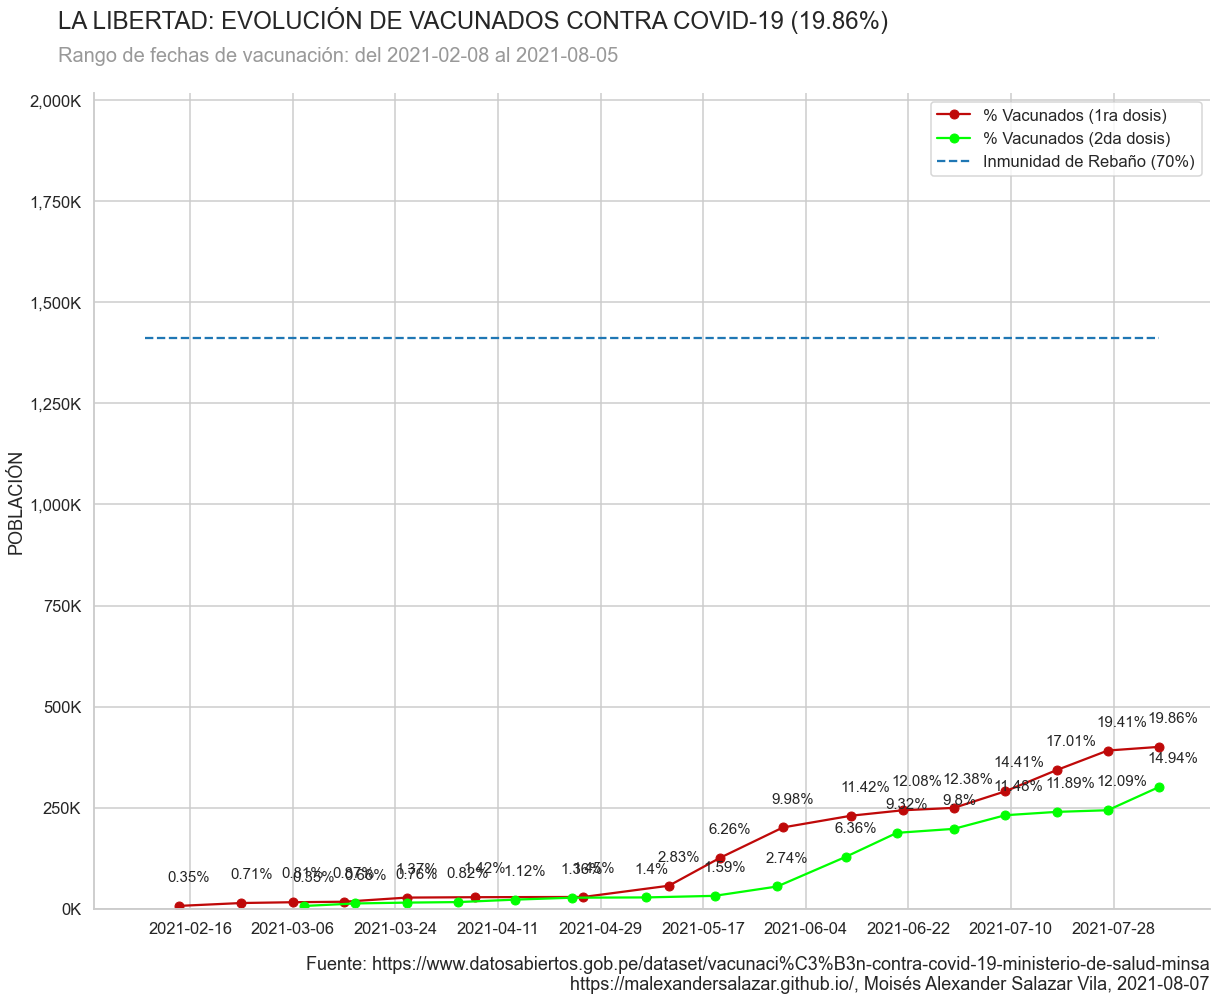 LA LIBERTAD: EVOLUCIÓN DE VACUNADOS CONTRA COVID-19 (19.86%)
Rango de fechas de vacunación: del 2021-02-08 al 2021-08-05
% Vacunados (1ra dosis)
% Vacunados (2da dosis)
Inmunidad de Rebaño (70%)
POBLACIÓN
2,000K
1,750K
1,500K
1,250K
1,000K
750K
500K
250K
0K
0.35%
0.71%
0.81%
0.87%
1.37%
1.42%
1.45%
2.83%
6.26%
9.98%
11.42%
12.08%
12.38%
14.41%
17.01%
19.41%
19.86%
0.35%
0.66%
0.76%
0.82%
1.12%
1.36%
1.4%
1.59%
2.74%
6.36%
9.32%
9.8%
11.48%
11.89%
12.09%
14.94%
2021-02-16
2021-03-06
2021-03-24
2021-04-11
2021-04-29
2021-05-17
2021-06-04
2021-06-22
2021-07-10
2021-07-28
Fuente: https://www.datosabiertos.gob.pe/dataset/vacunaci%C3%B3n-contra-covid-19-ministerio-de-salud-minsa
https://malexandersalazar.github.io/, Moisés Alexander Salazar Vila, 2021-08-07